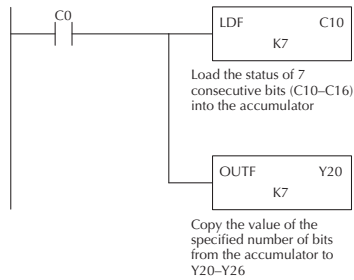 C0
LDF C10
K7
Load the status of 7
consecutive bits (C10–C16)
into the accumulator
OUTF Y20
K7
Copy the value of the
specified number of bits
from the accumulator to
Y20–Y26